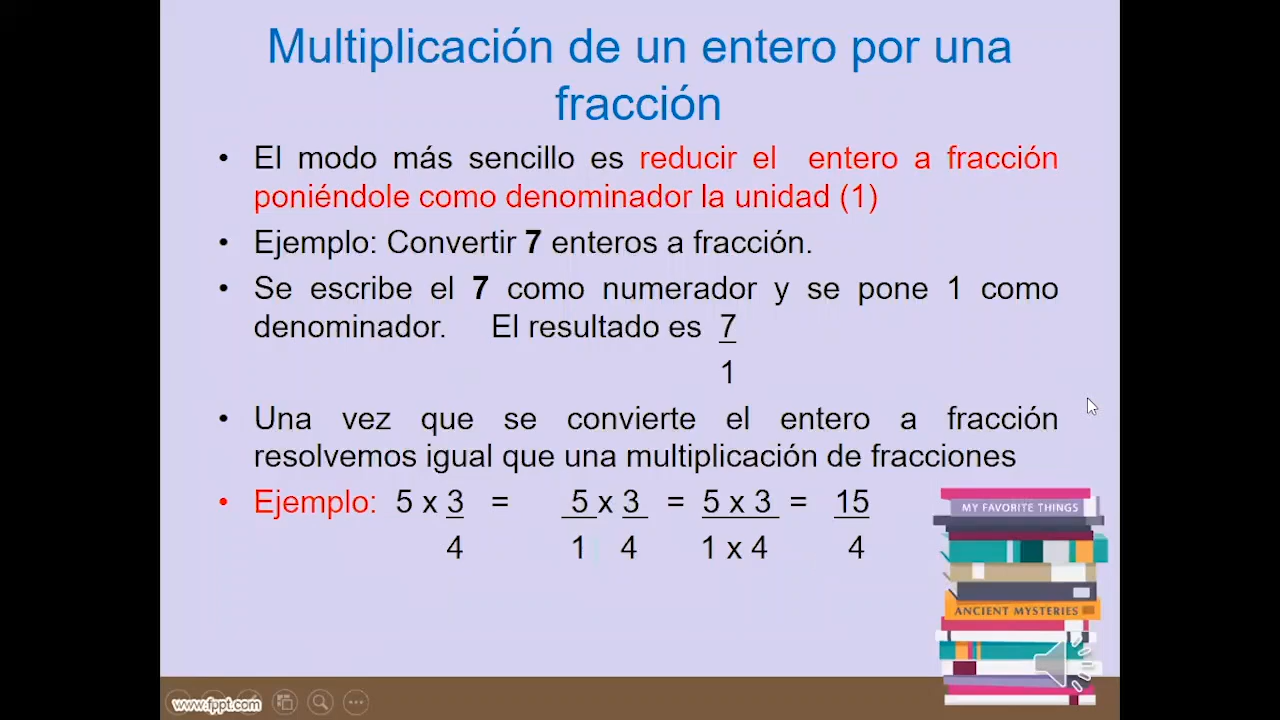 Multiplicación de un entero por una
fracción
• El modo más sencillo es reducir el entero a fracción
poniéndole como denominador la unidad (1)
• Ejemplo: Convertir 7 enteros a fracción.
• Se escribe el 7 como numerador y se pone 1 como
denominador. El resultado es 7
1
• Una vez que se convierte el entero a fracción
resolvemos igual que una multiplicación de fracciones
• Ejemplo: 5 x 3 = 5 x 3 = 5 x 3 = 15
4 1 4 1 x 4 4
MY FAVORITE THINGS
ANCIENT MYSTERIES
www.fppt.com